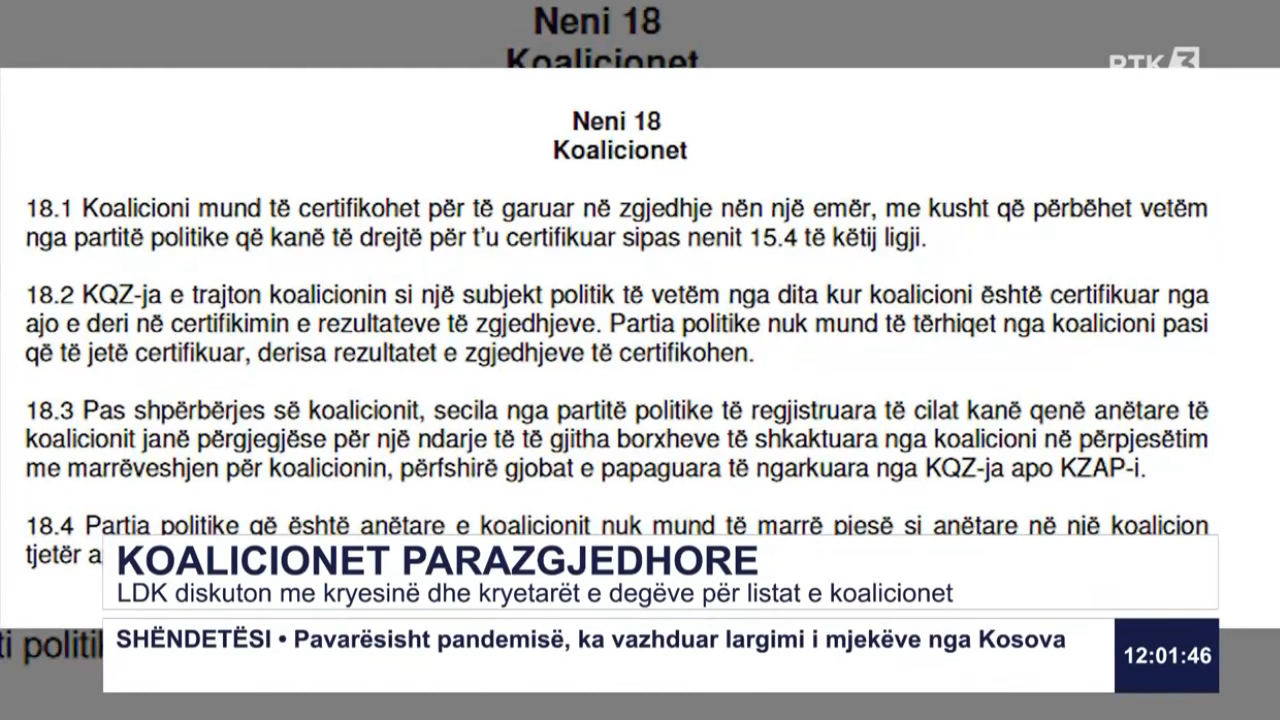 Neni 18
Koalicionet
RTK 3
Neni 18
Koalicionet
18.1 Koalicioni mund të certifikohet për të garuar në zgjedhje nën një emër, me kusht që përbëhet vetëm
nga partitë politike që kanë të drejtë për t'u certifikuar sipas nenit 15.4 të këtij ligji.
18.2 KQZ-ja e trajton koalicionin si një subjekt politik të vetëm nga dita kur koalicioni është certifikuar nga
ajo e deri në certifikimin e rezultateve të zgjedhjeve. Partia politike nuk mund të tërhiqet nga koalicioni pasi
që të jetë certifikuar, derisa rezultatet e zgjedhjeve të certifikohen.
18.3 Pas shpërbërjes së koalicionit, secila nga partitë politike të regjistruara të cilat kanë qenë anëtare të
koalicionit janë përgjegjëse për një ndarje të të gjitha borxheve të shkaktuara nga koalicioni në përpjesëtim
me marrëveshjen për koalicionin, përfshirë gjobat e papaguara të ngarkuara nga KQZ-ja apo KZAP-i.
18.4 Partia politike që është anëtare e koalicionit nuk mund të marrë pjesë si anëtare në një koalicion
tjetër a
KOALICIONET PARAZGJEDHORE
LDK diskuton me kryesinë dhe kryetarët e degëve për listat e koalicionet
SHËNDETËSI • Pavarësisht pandemisë, ka vazhduar largimi i mjekëve nga Kosova
12:01:46